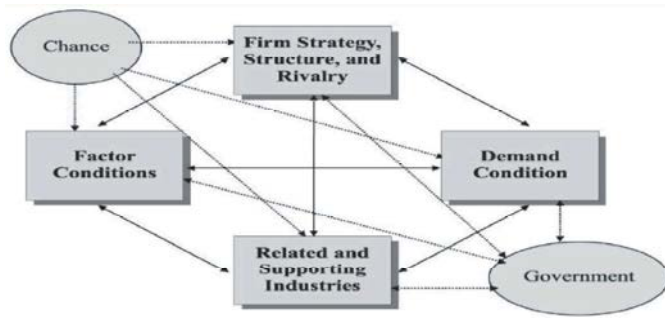 Chance
Firm Strategy,
Structure, and
Rivalry
Factor
Conditions
Demand
Condition
Related and
Supporting
Industries
Government